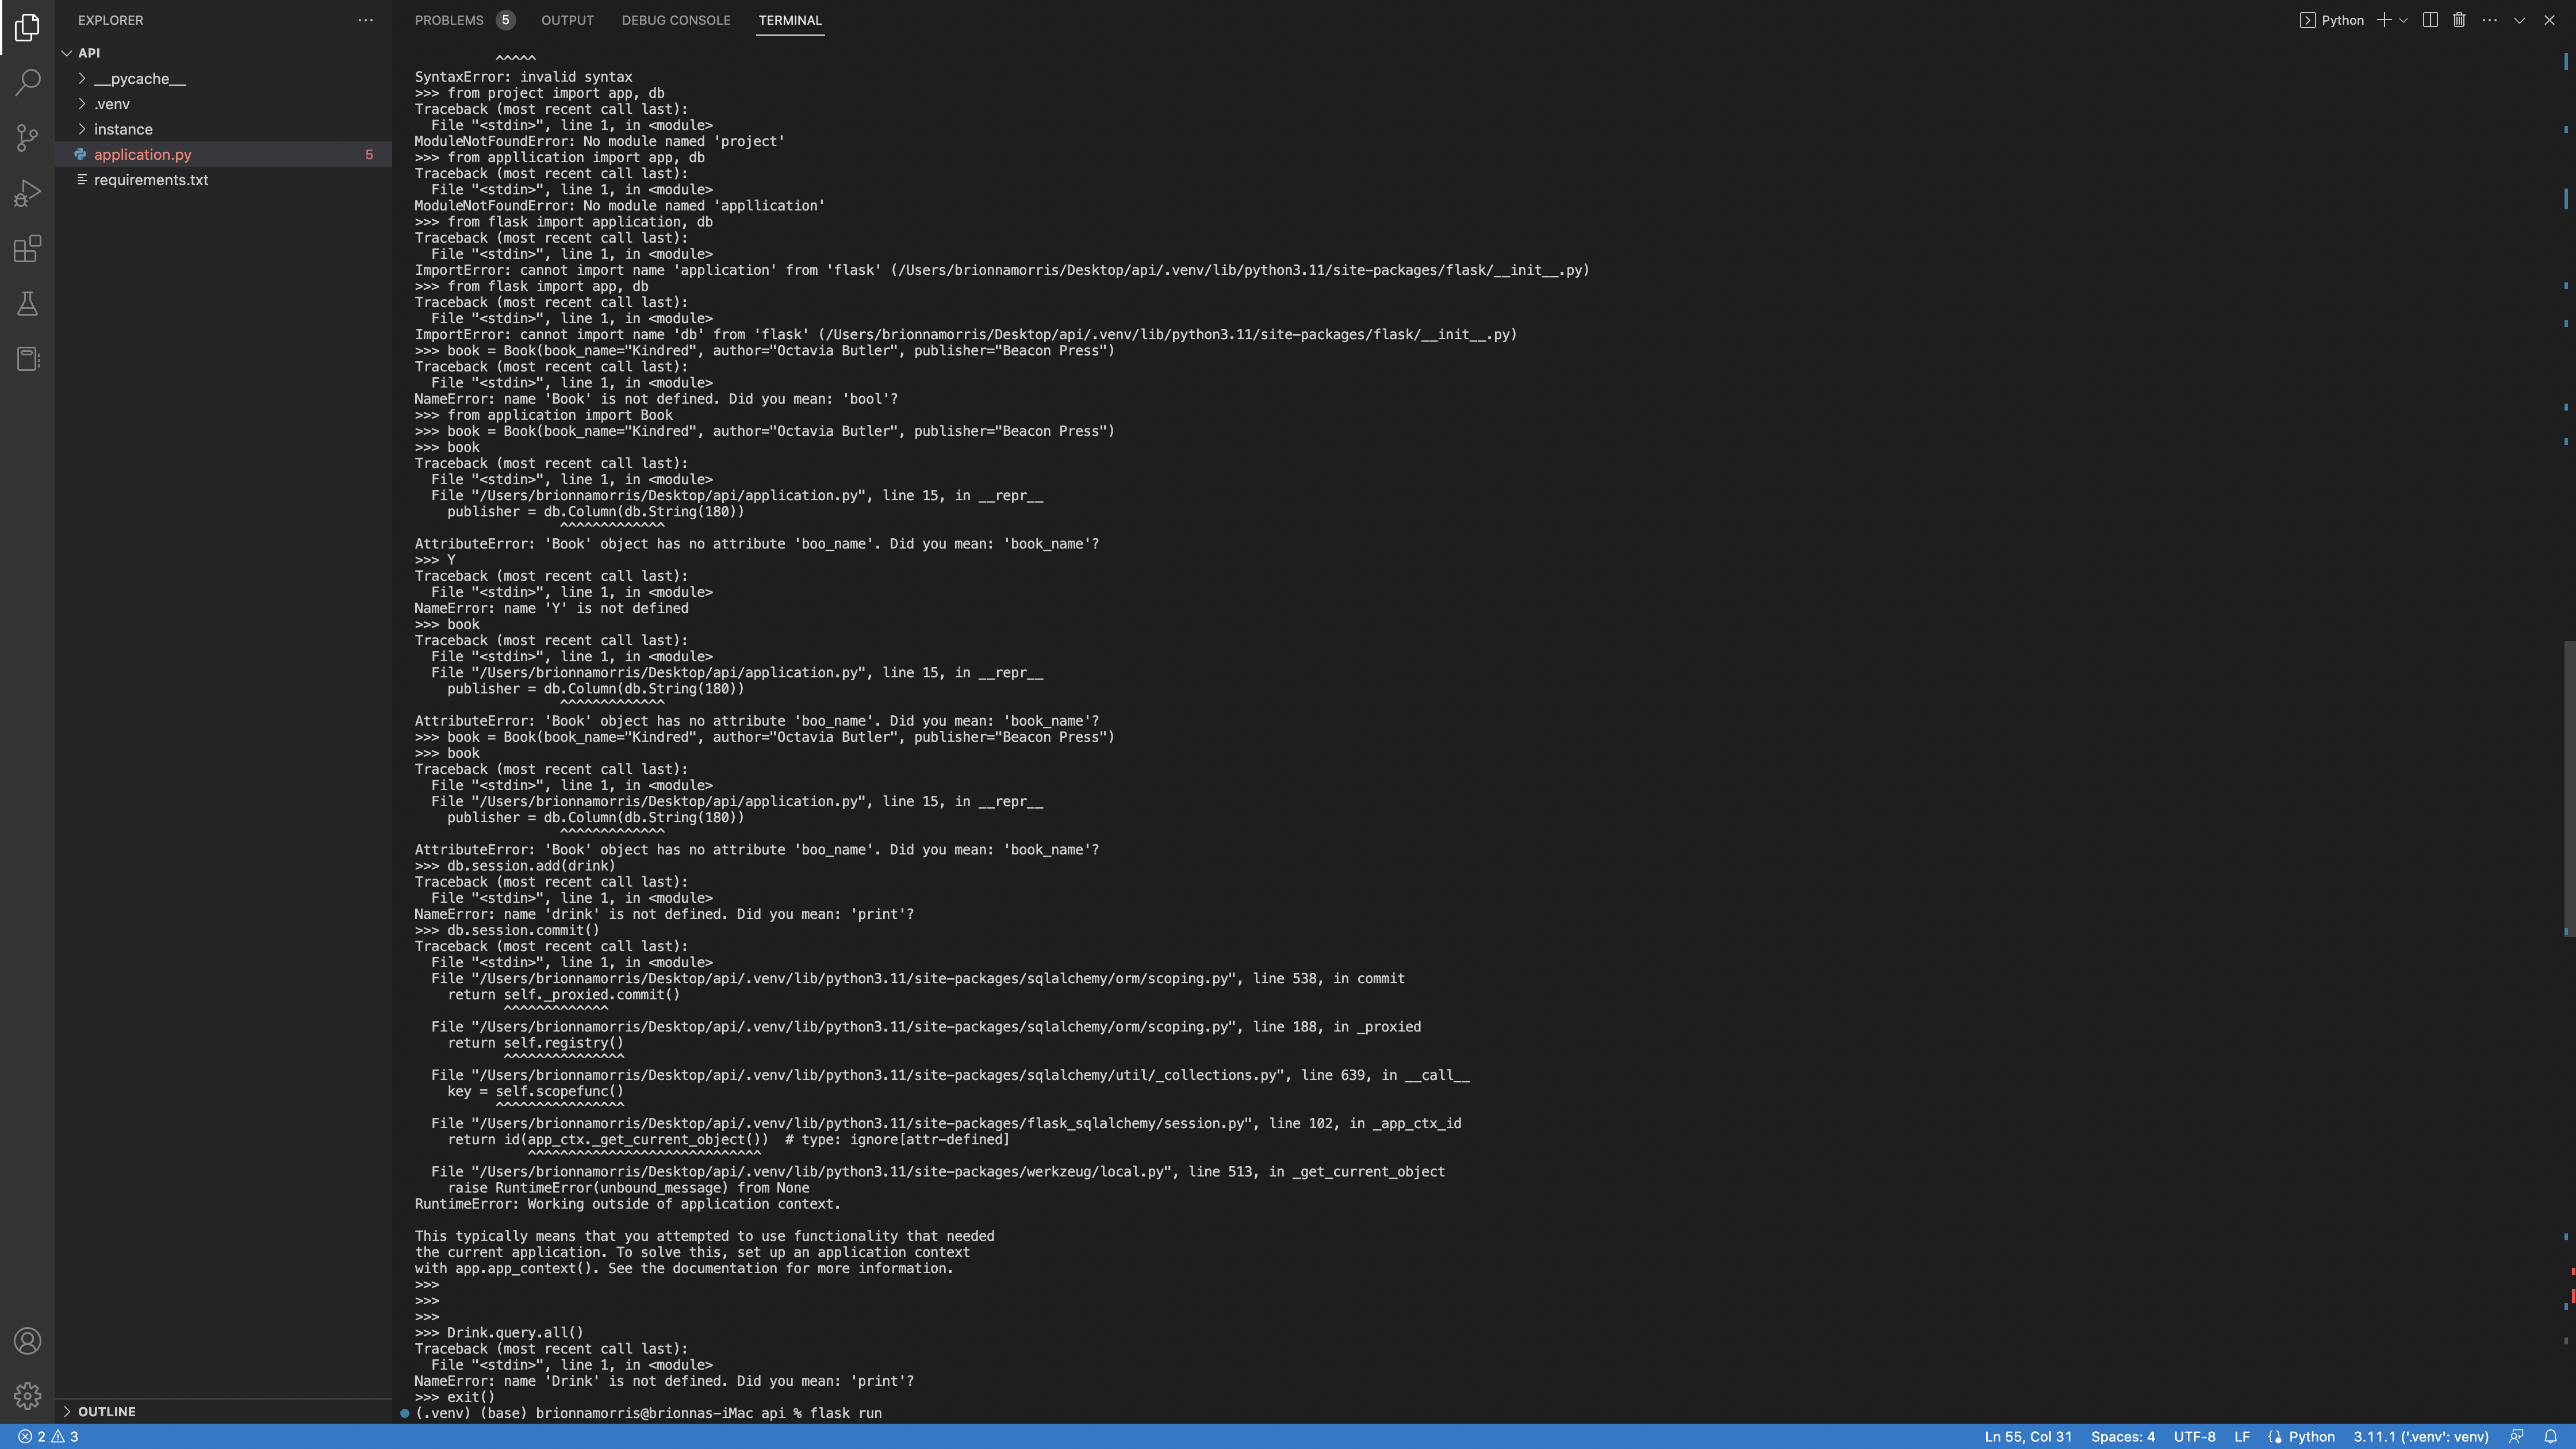 EXPLORER
API
__pycache__
.venv
instance
application.py 5
requirements.txt
OUTLINE
PROBLEMS 5 OUTPUT DEBUG CONSOLE TERMINAL
Python
^^^^^
SyntaxError: invalid syntax
>>> from project import app, db
Traceback (most recent call last):
File "<stdin>", line 1, in <module>
ModuleNotFoundError: No module named 'project'
>>> from appllication import app, db
Traceback (most recent call last):
File "<stdin>", line 1, in <module>
ModuleNotFoundError: No module named 'appllication'
>>> from flask import application, db
Traceback (most recent call last):
File "<stdin>", line 1, in <module>
ImportError: cannot import name 'application' from 'flask' (/Users/brionnamorris/Desktop/api/.venv/lib/python3.11/site-packages/flask/__init__.py)
>>> from flask import app, db
Traceback (most recent call last):
File "<stdin>", line 1, in <module>
ImportError: cannot import name 'db' from 'flask' (/Users/brionnamorris/Desktop/api/.venv/lib/python3.11/site-packages/flask/__init__.py)
>>> book = Book(book_name="Kindred", author="Octavia Butler", publisher="Beacon Press")
Traceback (most recent call last):
File "<stdin>", line 1, in <module>
NameError: name 'Book' is not defined. Did you mean: 'bool'?
>>> from application import Book
>>> book = Book(book_name="Kindred", author="Octavia Butler", publisher="Beacon Press")
>>> book
Traceback (most recent call last):
File "<stdin>", line 1, in <module>
File "/Users/brionnamorris/Desktop/api/application.py", line 15, in __repr__
publisher = db.Column(db.String(180))
^^^^^^^^^^^^^
AttributeError: 'Book' object has no attribute 'boo_name'. Did you mean: 'book_name'?
>>> Y
Traceback (most recent call last):
File "<stdin>", line 1, in <module>
NameError: name 'Y' is not defined
>>> book
Traceback (most recent call last):
File "<stdin>", line 1, in <module>
File "/Users/brionnamorris/Desktop/api/application.py", line 15, in __repr__
publisher = db.Column(db.String(180))
^^^^^^^^^^^^^
AttributeError: 'Book' object has no attribute 'boo_name'. Did you mean: 'book_name'?
>>> book = Book(book_name="Kindred", author="Octavia Butler", publisher="Beacon Press")
>>> book
Traceback (most recent call last):
File "<stdin>", line 1, in <module>
File "/Users/brionnamorris/Desktop/api/application.py", line 15, in __repr__
publisher = db.Column(db.String(180))
^^^^^^^^^^^^^
AttributeError: 'Book' object has no attribute 'boo_name'. Did you mean: 'book_name'?
>>> db.session.add(drink)
Traceback (most recent call last):
File "<stdin>", line 1, in <module>
NameError: name 'drink' is not defined. Did you mean: 'print'?
>>> db.session.commit()
Traceback (most recent call last):
File "<stdin>", line 1, in <module>
File "/Users/brionnamorris/Desktop/api/.venv/lib/python3.11/site-packages/sqlalchemy/orm/scoping.py", line 538, in commit
return self._proxied.commit()
^^^^^^^^^^^^^
File "/Users/brionnamorris/Desktop/api/.venv/lib/python3.11/site-packages/sqlalchemy/orm/scoping.py", line 188, in _proxied
return self.registry()
^^^^^^^^^^^^^^^
File "/Users/brionnamorris/Desktop/api/.venv/lib/python3.11/site-packages/sqlalchemy/util/_collections.py", line 639, in __call__
key = self.scopefunc()
^^^^^^^^^^^^^^^^
File "/Users/brionnamorris/Desktop/api/.venv/lib/python3.11/site-packages/flask_sqlalchemy/session.py", line 102, in _app_ctx_id
return id(app_ctx._get_current_object())  # type: ignore[attr-defined]
^^^^^^^^^^^^^^^^^^^^^^^^^^^^^
File "/Users/brionnamorris/Desktop/api/.venv/lib/python3.11/site-packages/werkzeug/local.py", line 513, in _get_current_object
raise RuntimeError(unbound_message) from None
RuntimeError: Working outside of application context.
This typically means that you attempted to use functionality that needed
the current application. To solve this, set up an application context
with app.app_context(). See the documentation for more information.
>>>
>>>
>>>
>>> Drink.query.all()
Traceback (most recent call last):
File "<stdin>", line 1, in <module>
NameError: name 'Drink' is not defined. Did you mean: 'print'?
>>> exit()
(.venv) (base) brionnamorris@brionnas-iMac api % flask run
2 3 Ln 55, Col 31 Spaces: 4 UTF-8 LF Python 3.11.1 ('.venv': venv)